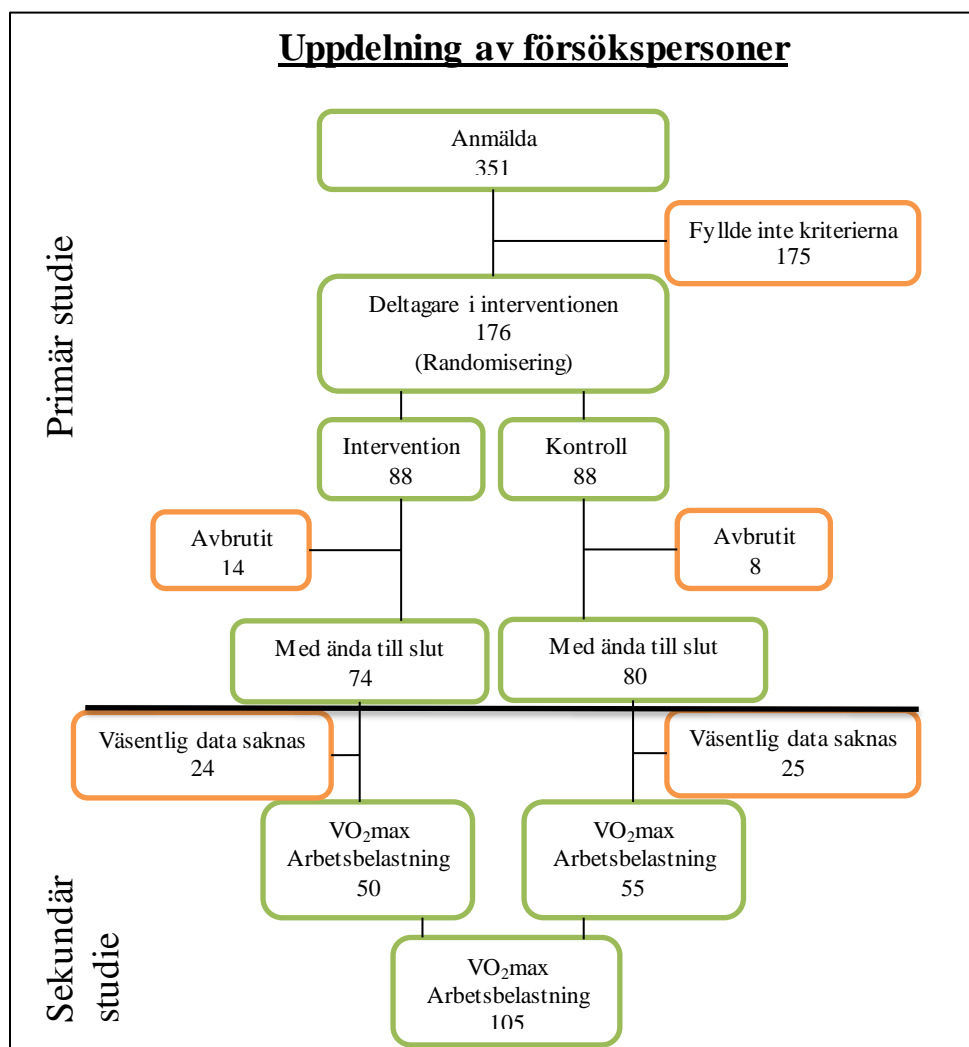 Uppdelning av försökspersoner
Primär studie
Anmälda
351
Fyllde inte kriterierna
175
Deltagare i interventionen
176
(Randomisering)
Intervention
88
Kontroll
88
Avbrutit
14
Avbrutit
8
Med ända till slut
74
Med ända till slut
80
Sekundär
studie
Väsentlig data saknas
24
Väsentlig data saknas
25
VO₂max
Arbetsbelastning
50
VO₂max
Arbetsbelastning
55
VO₂max
Arbetsbelastning
105